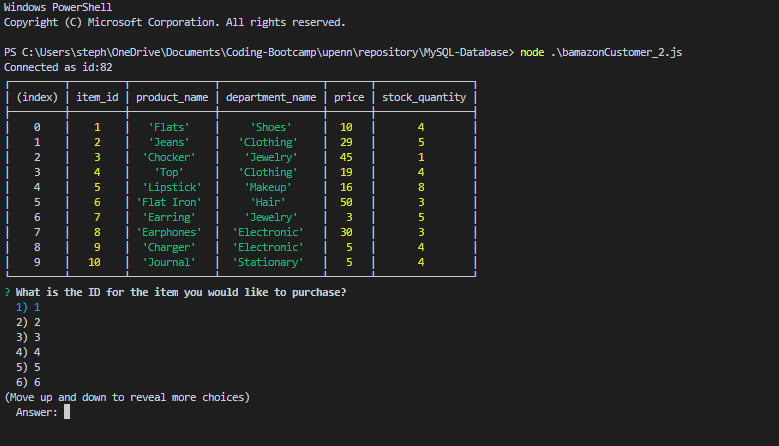 Windows PowerShell
Copyright (C) Microsoft Corporation. All rights reserved.
PS C:\Users\steph\OneDrive\Documents\Coding-Bootcamp\upenn\repository\MySQL-Database> node .\bamazonCustomer_2.js
Connected as id:82
(index) item_id product_name department_name price stock_quantity
0 1 'Flats' 'Shoes' 10 4
1 2 'Jeans' 'Clothing' 29 5
2 3 'Chocker' 'Jewelry' 45 1
3 4 'Top' 'Clothing' 19 4
4 5 'Lipstick' 'Makeup' 16 8
5 6 'Flat Iron' 'Hair' 50 3
6 7 'Earring' 'Jewelry' 3 5
7 8 'Earphones' 'Electronic' 30 3
8 9 'Charger' 'Electronic' 5 4
9 10 'Journal' 'Stationary' 5 4
? What is the ID for the item you would like to purchase?
1) 1
2) 2
3) 3
4) 4
5) 5
6) 6
(Move up and down to reveal more choices)
Answer: